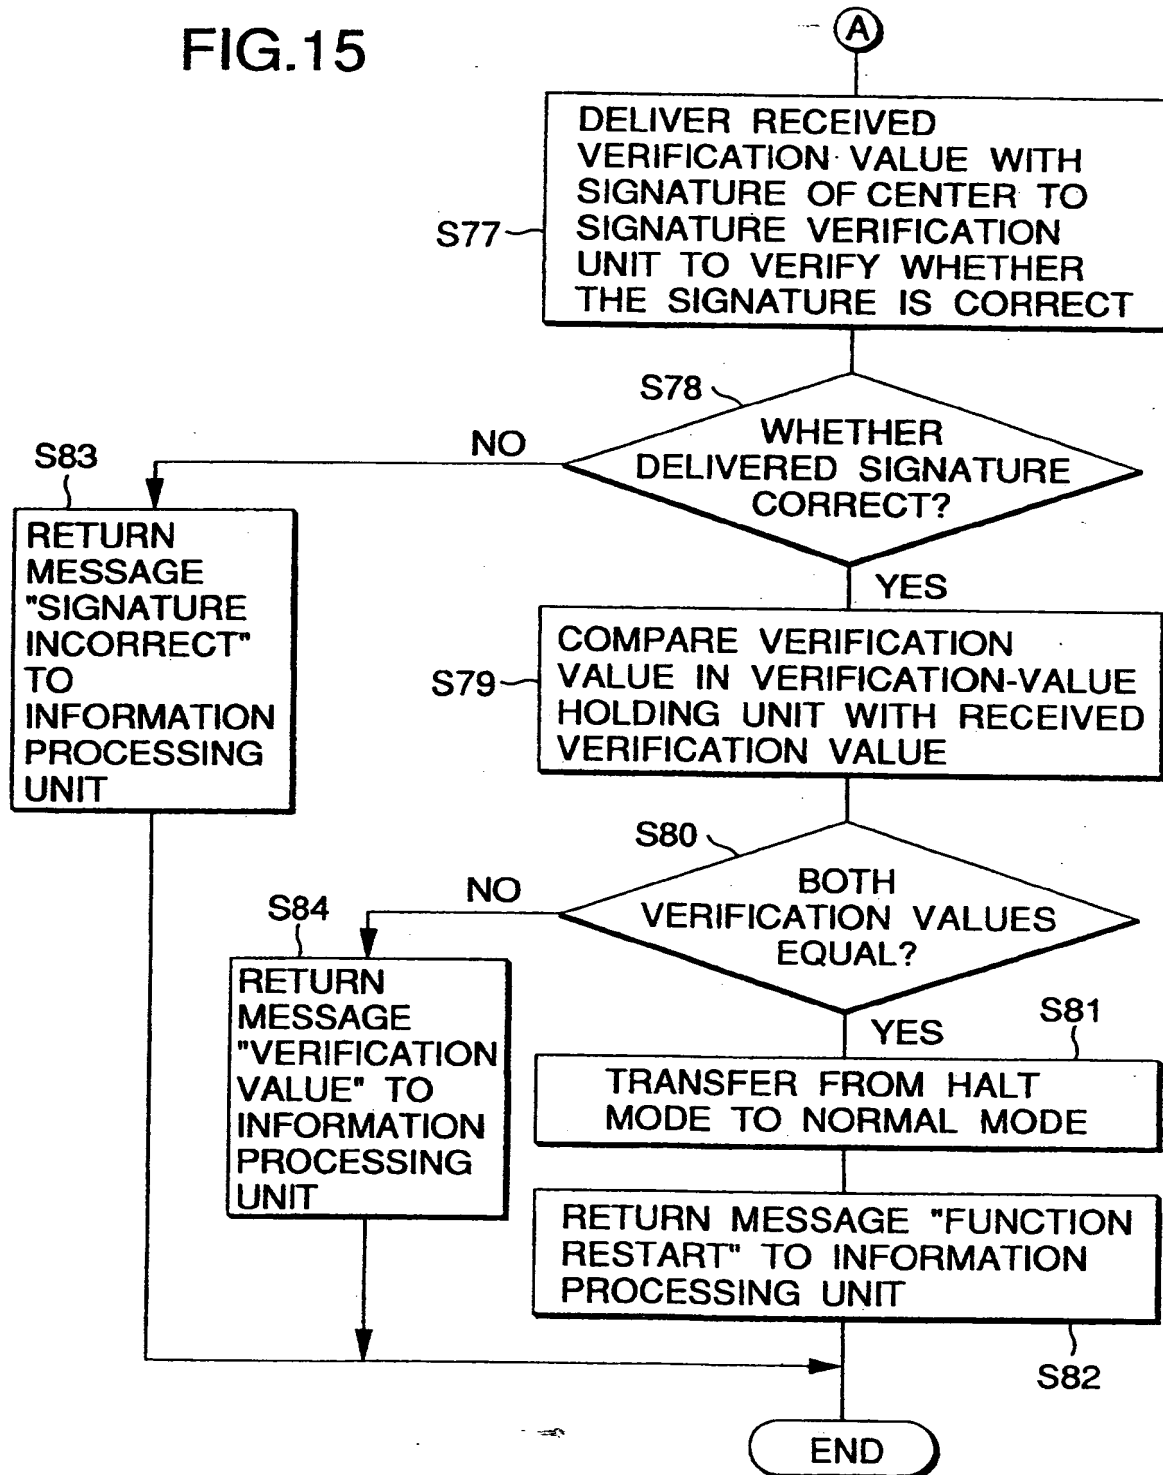 FIG.15
A
DELIVER RECEIVED
VERIFICATION VALUE WITH
SIGNATURE OF CENTER TO
SIGNATURE VERIFICATION
UNIT TO VERIFY WHETHER
THE SIGNATURE IS CORRECT
S77
S78
WHETHER
DELIVERED SIGNATURE
CORRECT?
NO
YES
S83
RETURN
MESSAGE
"SIGNATURE
INCORRECT"
TO
INFORMATION
PROCESSING
UNIT
S79
COMPARE VERIFICATION
VALUE IN VERIFICATION-VALUE
HOLDING UNIT WITH RECEIVED
VERIFICATION VALUE
S80
BOTH
VERIFICATION VALUES
EQUAL?
NO
YES
S84
RETURN
MESSAGE
"VERIFICATION
VALUE" TO
INFORMATION
PROCESSING
UNIT
S81
TRANSFER FROM HALT
MODE TO NORMAL MODE
RETURN MESSAGE "FUNCTION
RESTART" TO INFORMATION
PROCESSING UNIT
S82
END